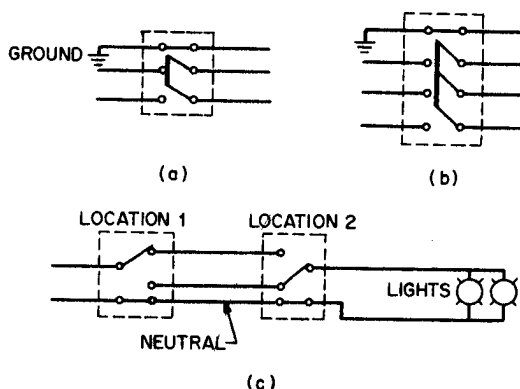 GROUND
(a)
(b)
LOCATION 1
LOCATION 2
LIGHTS
NEUTRAL
(c)